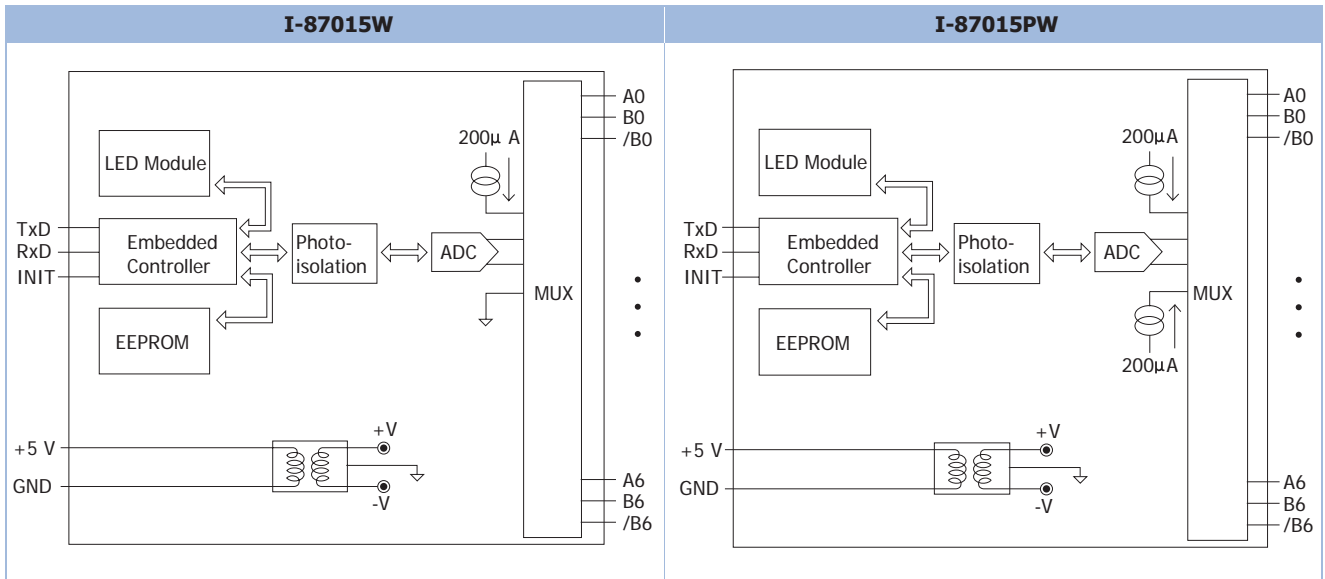 I-87015W
A0
B0
/B0
200μ A
LED Module
TxD
RxD
INIT
Embedded
Controller
Photo-
isolation
ADC
MUX
EEPROM
+5 V
GND
+V
-V
A6
B6
/B6
I-87015PW
A0
B0
/B0
200μA
LED Module
TxD
RxD
INIT
Embedded
Controller
Photo-
isolation
ADC
MUX
EEPROM
200μA
+5 V
GND
+V
-V
A6
B6
/B6